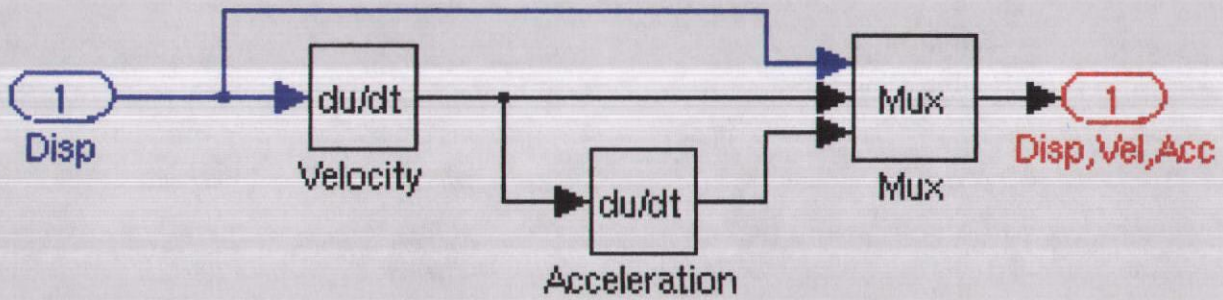 1
Disp
du/dt
Velocity
du/dt
Acceleration
Mux
Mux
1
Disp,Vel,Acc